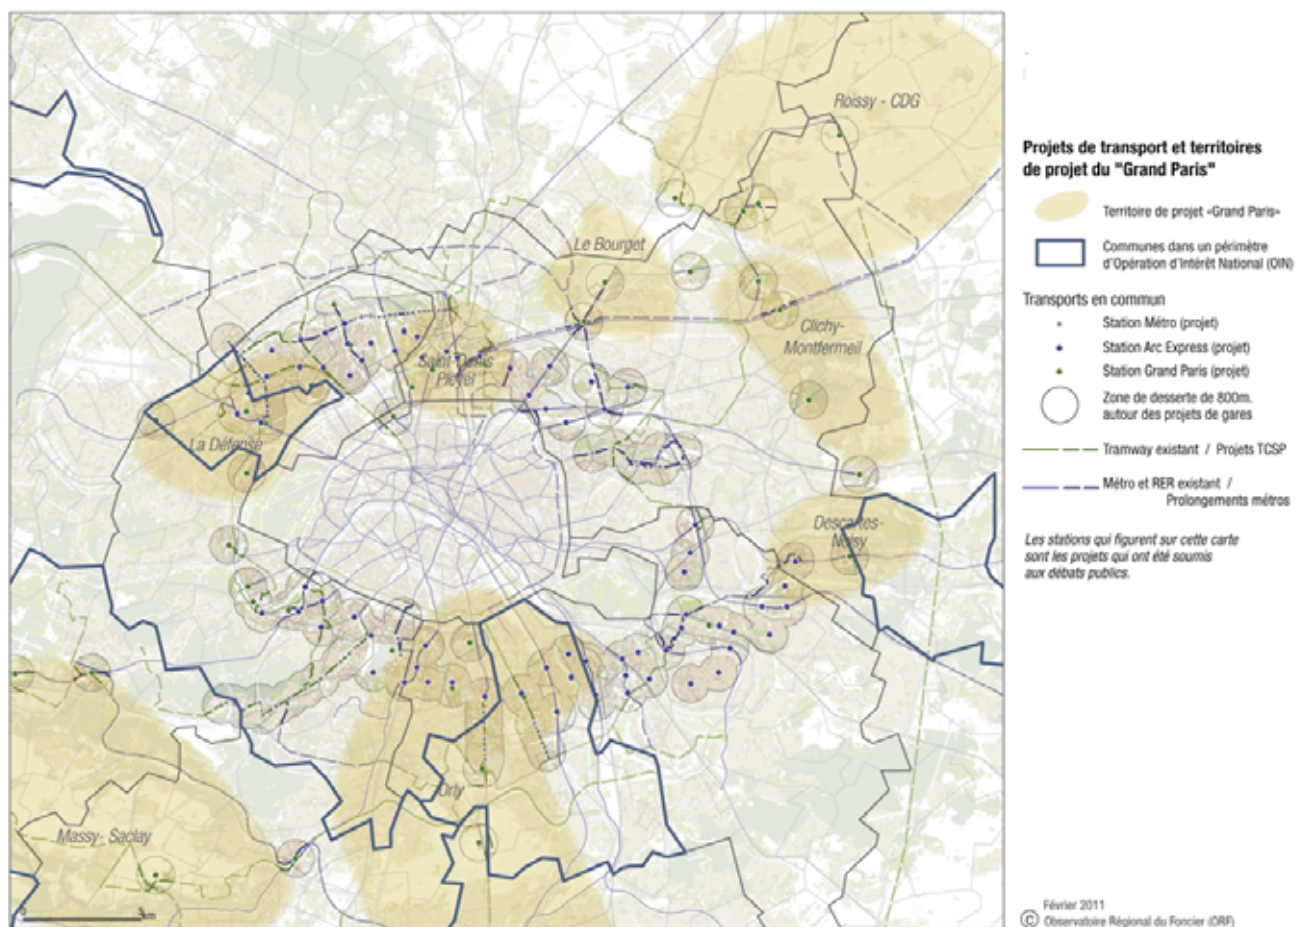 Roissy - CDG
Le Bourget
Clichy-
Montfermeil
Saint Denis
Pleyel
La Défense
Descartes-
Noisy
Orly
Massy- Saclay
0
km
Projets de transport et territoires
de projet du "Grand Paris"
Territoire de projet «Grand Paris»
Communes dans un périmètre
d'Opération d'Intérêt National (OIN)
Transports en commun
Station Métro (projet)
Station Arc Express (projet)
Station Grand Paris (projet)
Zone de desserte de 800m.
autour des projets de gares
Tramway existant / Projets TCSP
Métro et RER existant /
Prolongements métros
Les stations qui figurent sur cette carte
sont les projets qui ont été soumis
aux débats publics.
Février 2011
© Observatoire Régional du Foncier (ORF)